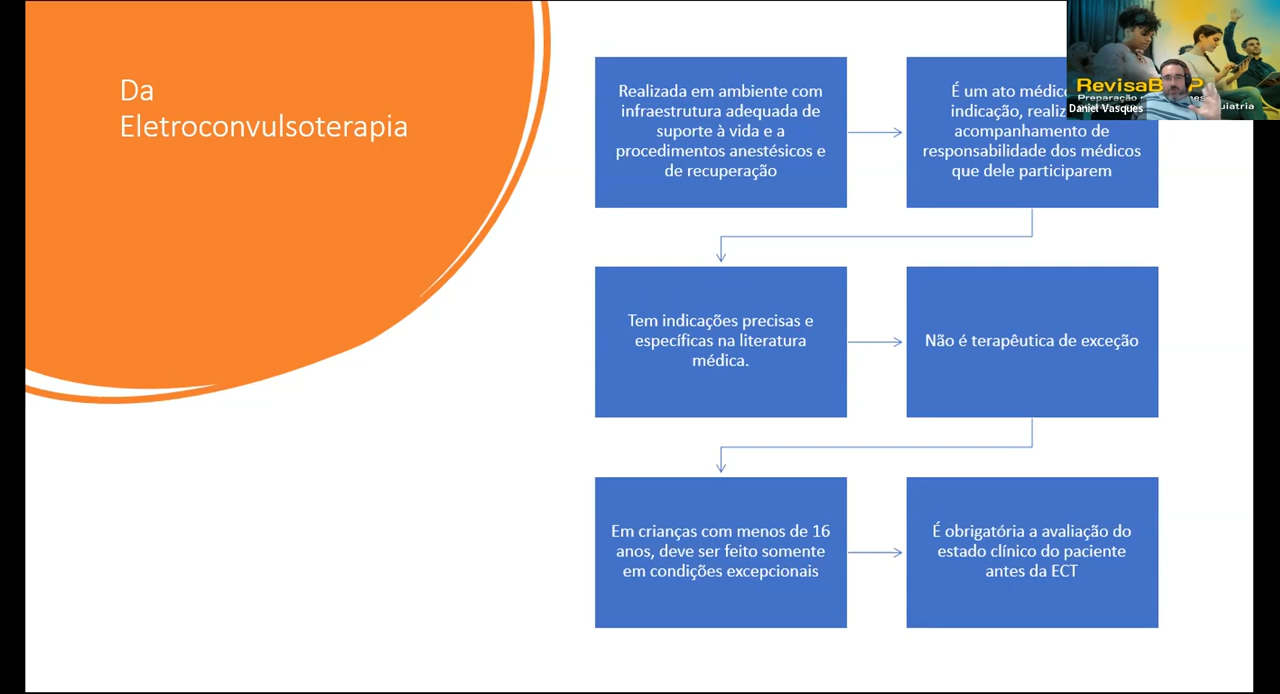 Da
Eletroconvulsoterapia
Realizada em ambiente com
infraestrutura adequada de
suporte à vida e a
procedimentos anestésicos e
de recuperação
É um ato médico
indicação,
acompanhamento de
responsabilidade dos médicos
que dele participarem
Tem indicações precisas e
específicas na literatura
médica.
Não é terapêutica de exceção
Em crianças com menos de 16
anos, deve ser feito somente
em condições excepcionais
É obrigatória a avaliação do
estado clínico do paciente
antes da ECT
Daniel Vasques